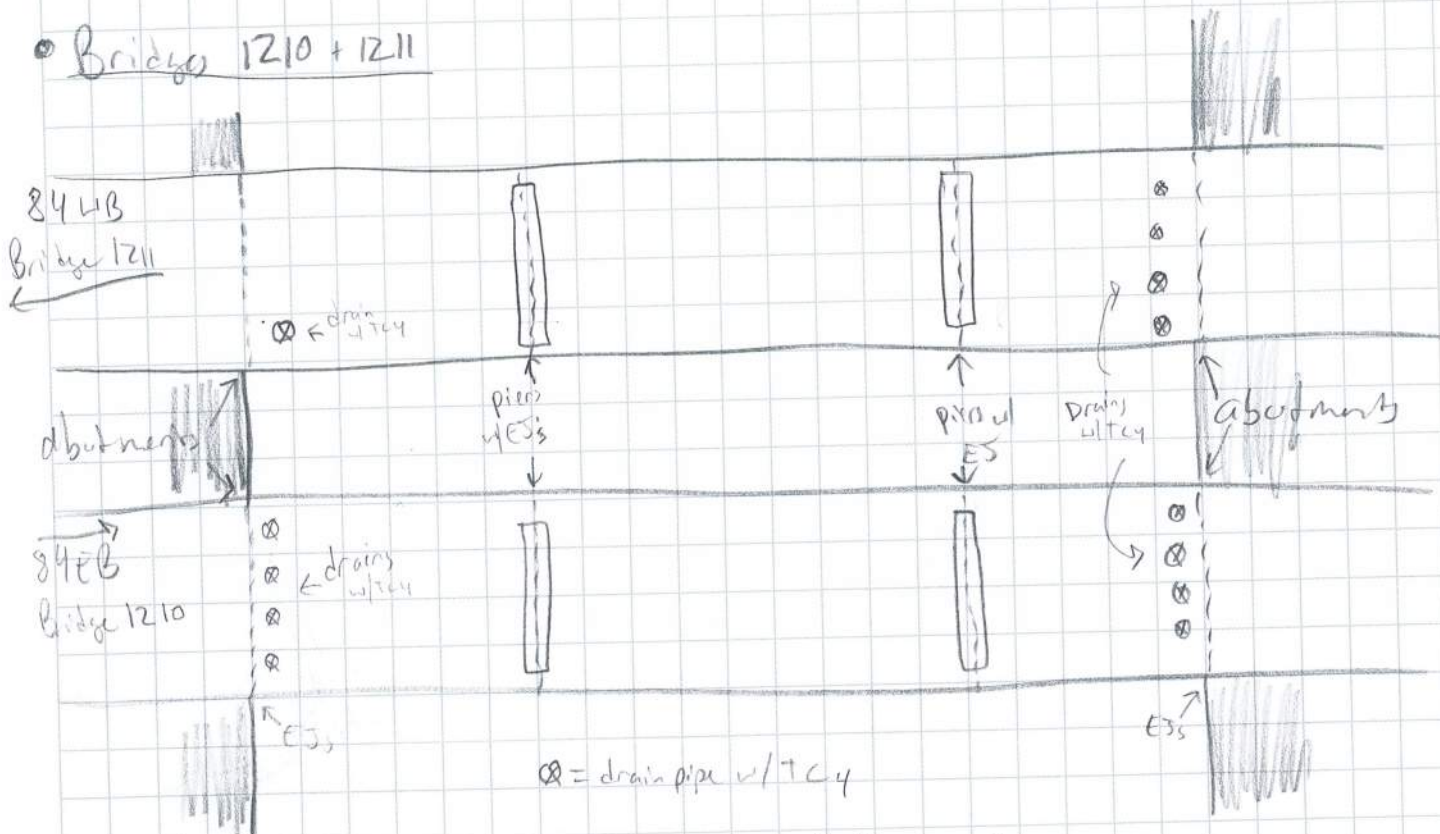 Bridges 1210 + 1211
84 WB
Bridge 1211
drain
w/TC4
piers
w/EJs
piers w/
EJ
Drains
w/TC4
abutments
abutments
84 EB
Bridge 1210
drains
w/TC4
EJs
EJs
⊗ = drain pipe w/ TC4